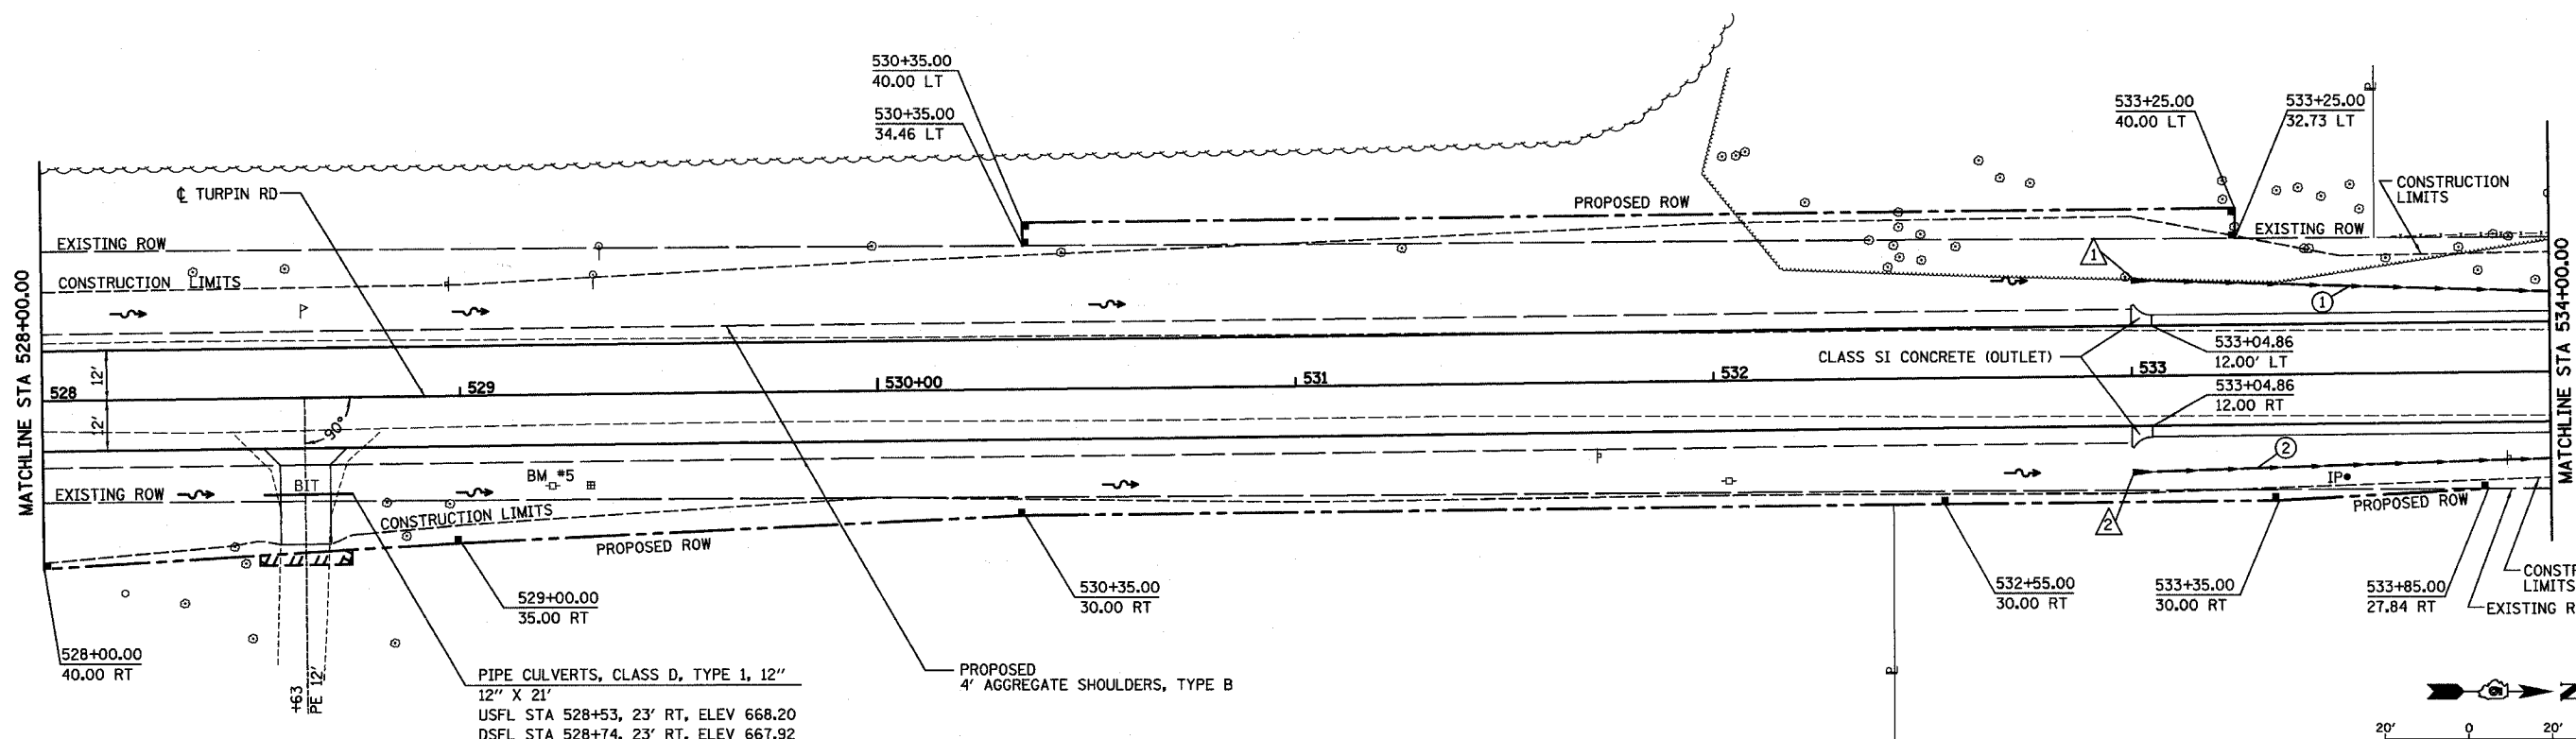 530+35.00
40.00 LT
530+35.00
34.46 LT
533+25.00
40.00 LT
533+25.00
32.73 LT
℄ TURPIN RD
PROPOSED ROW
CONSTRUCTION
LIMITS
EXISTING ROW
EXISTING ROW
CONSTRUCTION LIMITS
MATCHLINE STA 528+00.00
MATCHLINE STA 534+00.00
1
1
CLASS SI CONCRETE (OUTLET)
533+04.86
12.00' LT
533+04.86
12.00 RT
12'
12'
528
529
530+00
531
532
533
90°
BIT
BM #5
EXISTING ROW
CONSTRUCTION LIMITS
PROPOSED ROW
2
2
IP
PROPOSED ROW
528+00.00
40.00 RT
529+00.00
35.00 RT
530+35.00
30.00 RT
532+55.00
30.00 RT
533+35.00
30.00 RT
533+85.00
27.84 RT
CONSTR
LIMITS
EXISTING R
+63
PE 12'
PIPE CULVERTS, CLASS D, TYPE 1, 12"
12" X 21'
USFL STA 528+53, 23' RT, ELEV 668.20
DSFL STA 528+74, 23' RT, ELEV 667.92
PROPOSED
4' AGGREGATE SHOULDERS, TYPE B
20' 0 20'